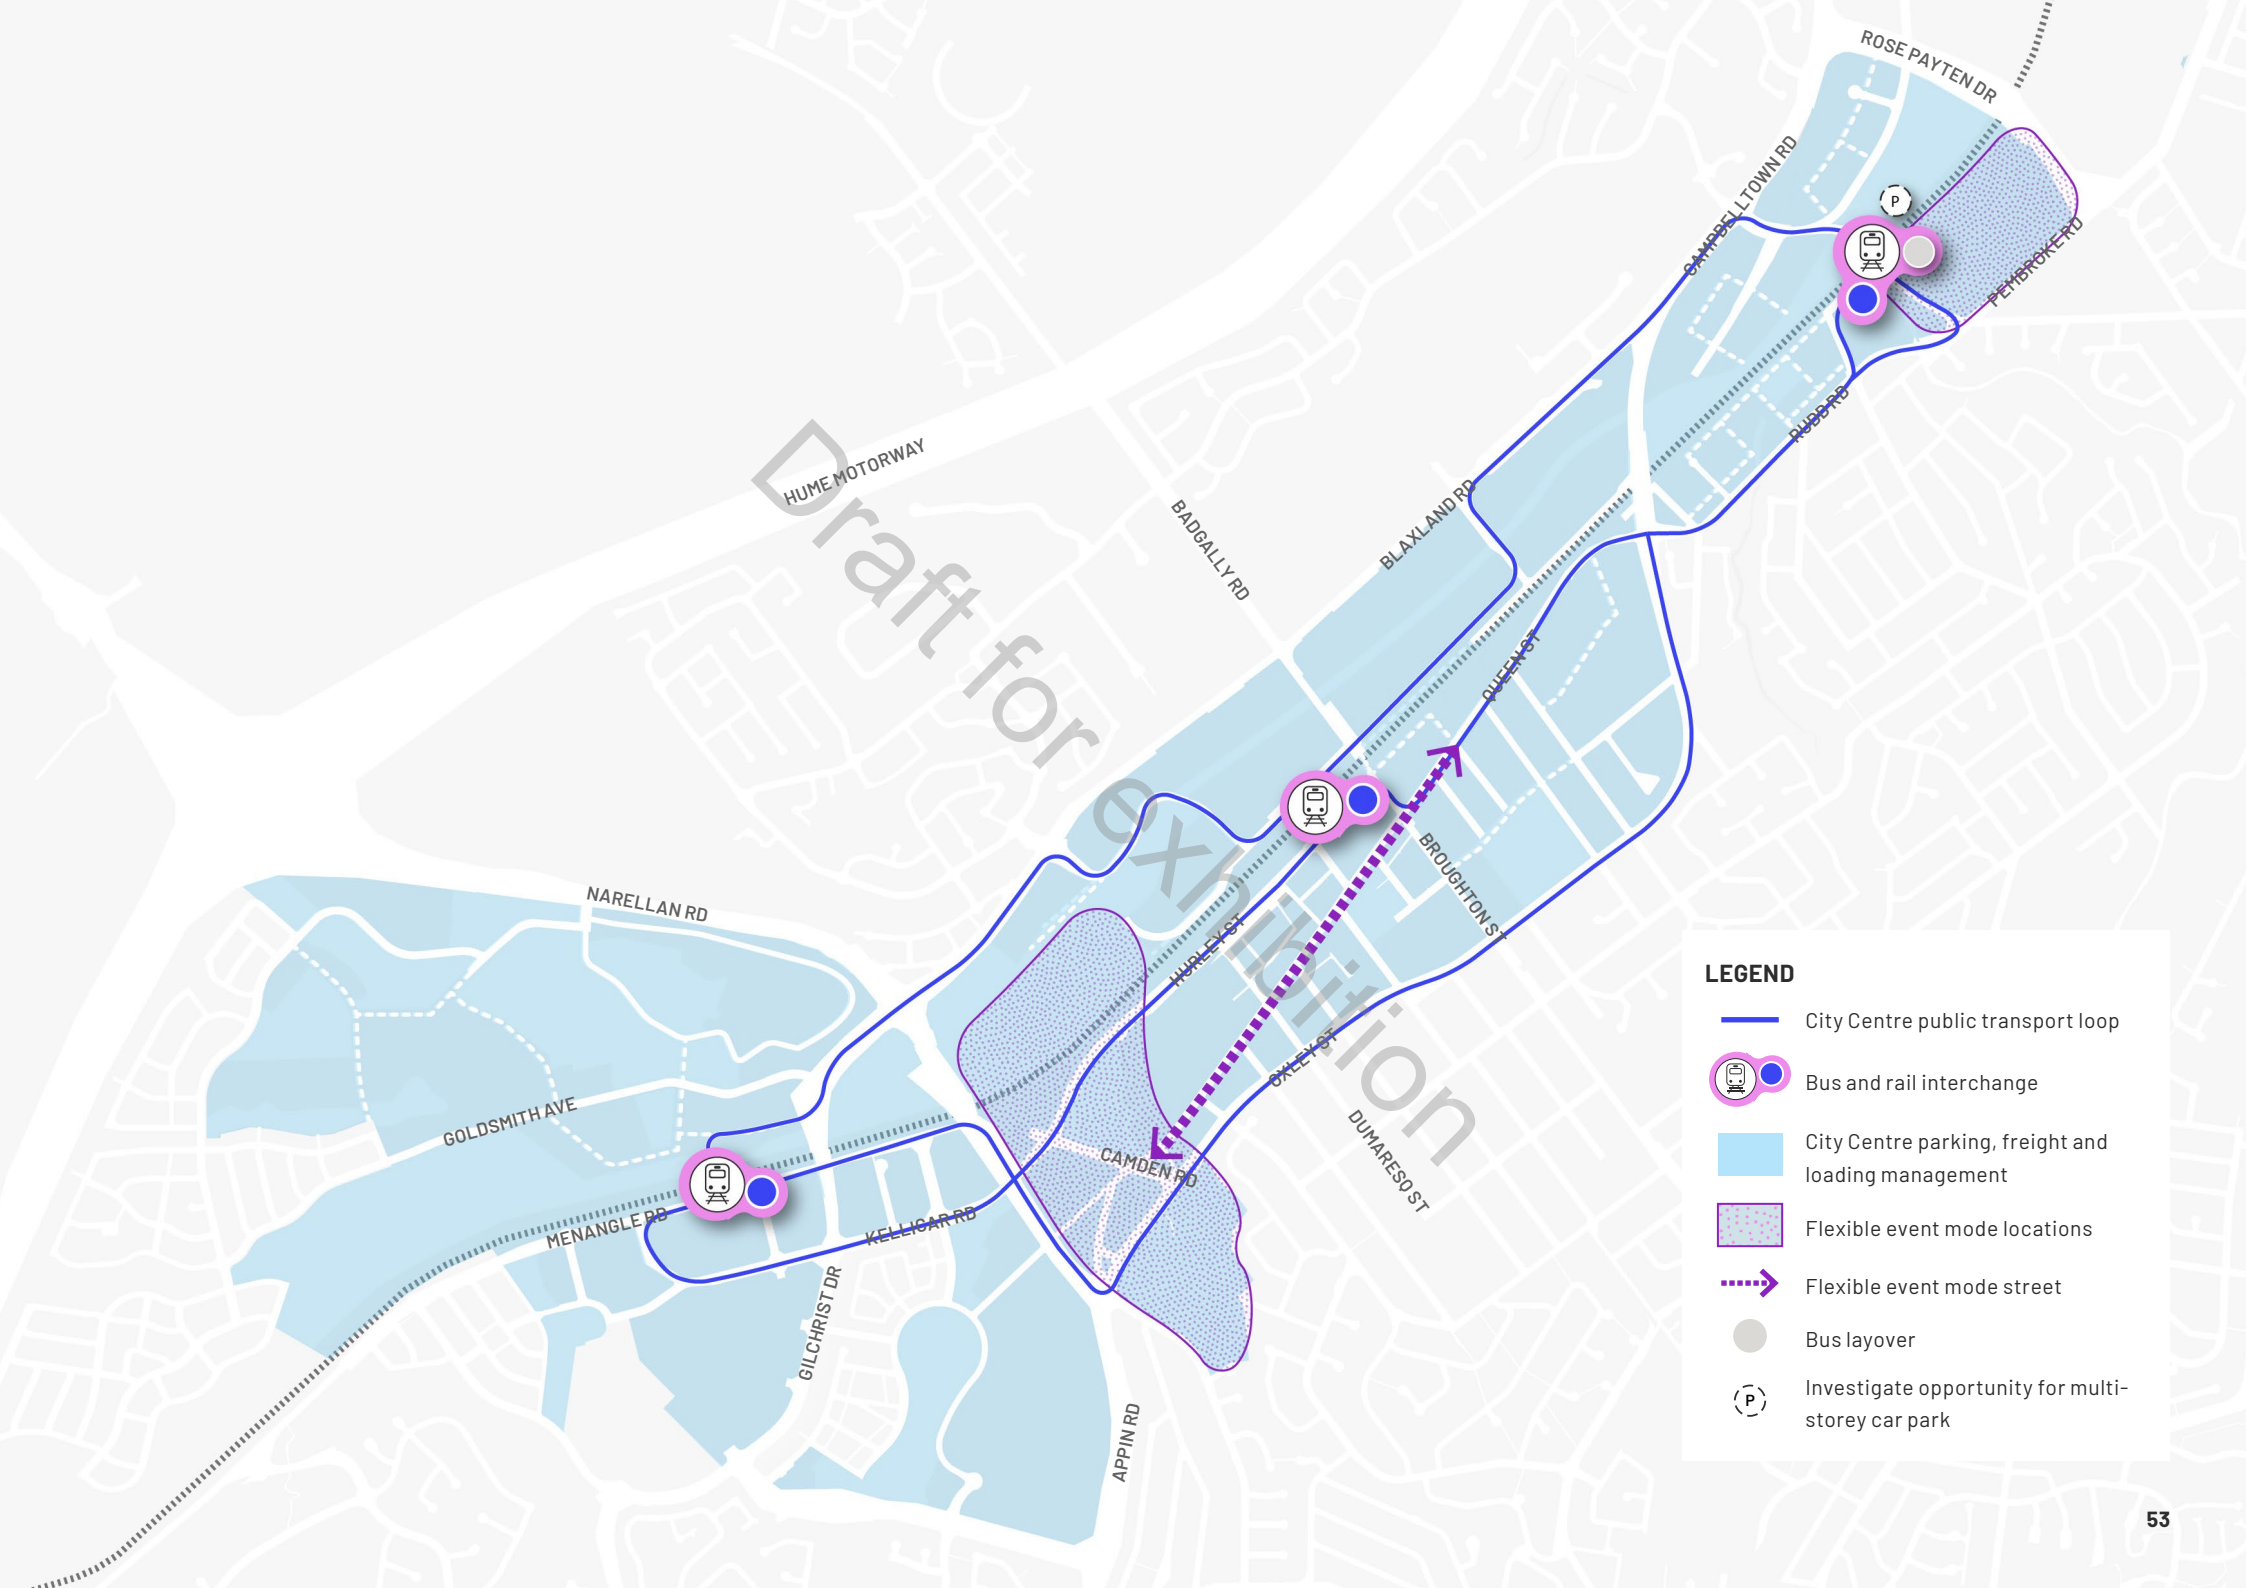 ROSE PAYTEN DR
CAMPBELLTOWN RD
P
PEMBROKE RD
RUDD RD
HUME MOTORWAY
BADGALLY RD
BLAXLAND RD
QUEEN ST
Draft for exhibition
BROUGHTON ST
NARELLAN RD
HURLEY ST
OXLEY ST
GOLDSMITH AVE
CAMDEN RD
DUMARESQ ST
MENANGLE RD
KELLICAR RD
GILCHRIST DR
APPIN RD
LEGEND
City Centre public transport loop
Bus and rail interchange
City Centre parking, freight and
loading management
Flexible event mode locations
Flexible event mode street
Bus layover
P
Investigate opportunity for multi-
storey car park
53